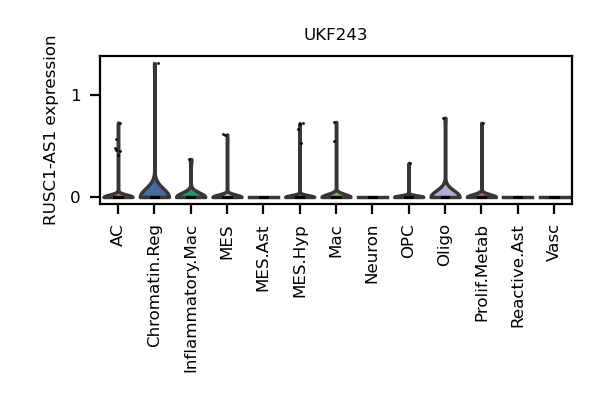 UKF243
RUSC1-AS1 expression
1
0
AC
Chromatin.Reg
Inflammatory.Mac
MES
MES.Ast
MES.Hyp
Mac
Neuron
OPC
Oligo
Prolif.Metab
Reactive.Ast
Vasc